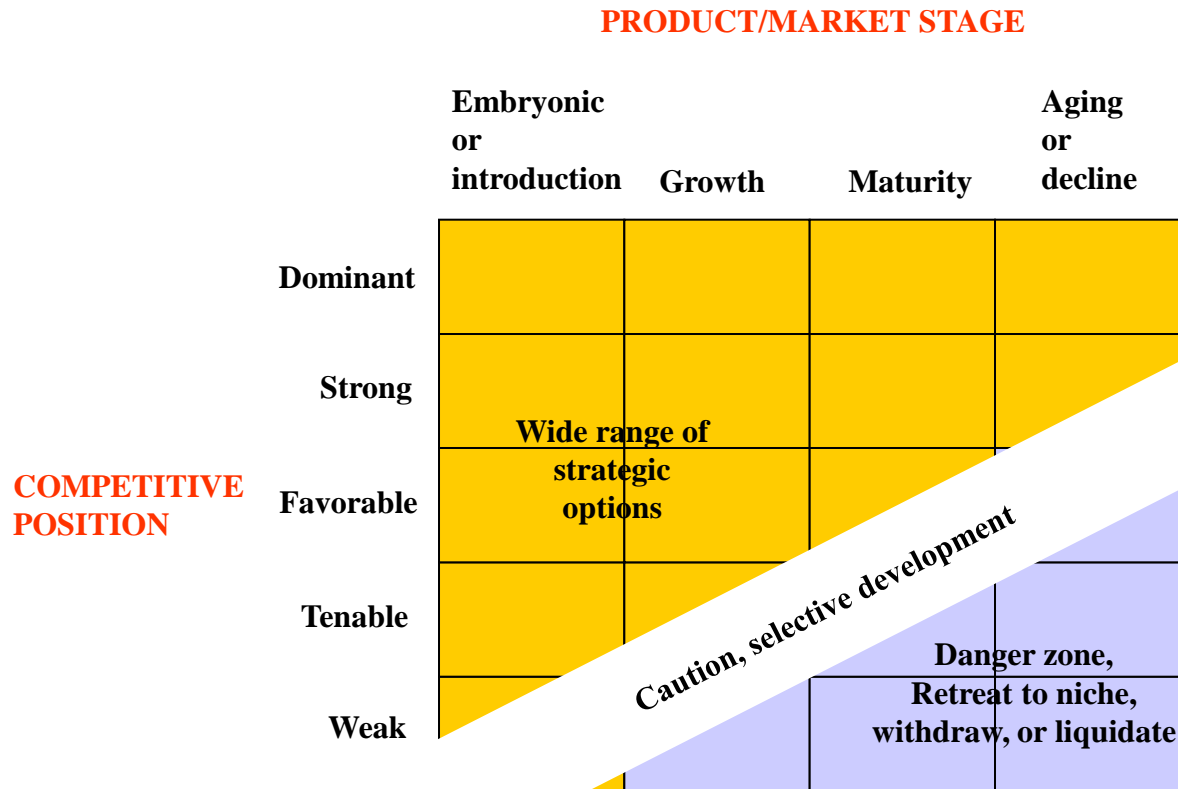 PRODUCT/MARKET STAGE
Embryonic
or
introduction
Growth
Maturity
Aging
or
decline
Dominant
Strong
Wide range of
strategic
options
COMPETITIVE
POSITION
Favorable
Caution, selective development
Tenable
Danger zone,
Retreat to niche,
withdraw, or liquidate
Weak